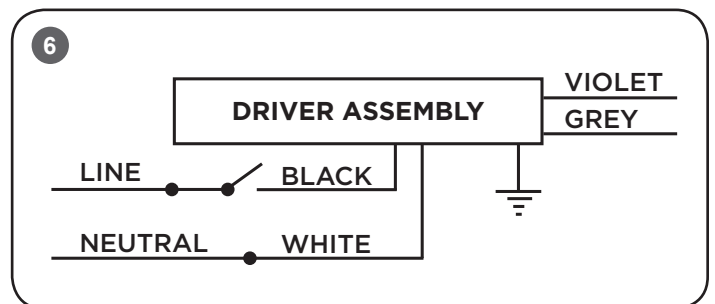 6
VIOLET
DRIVER ASSEMBLY
GREY
LINE
BLACK
NEUTRAL
WHITE